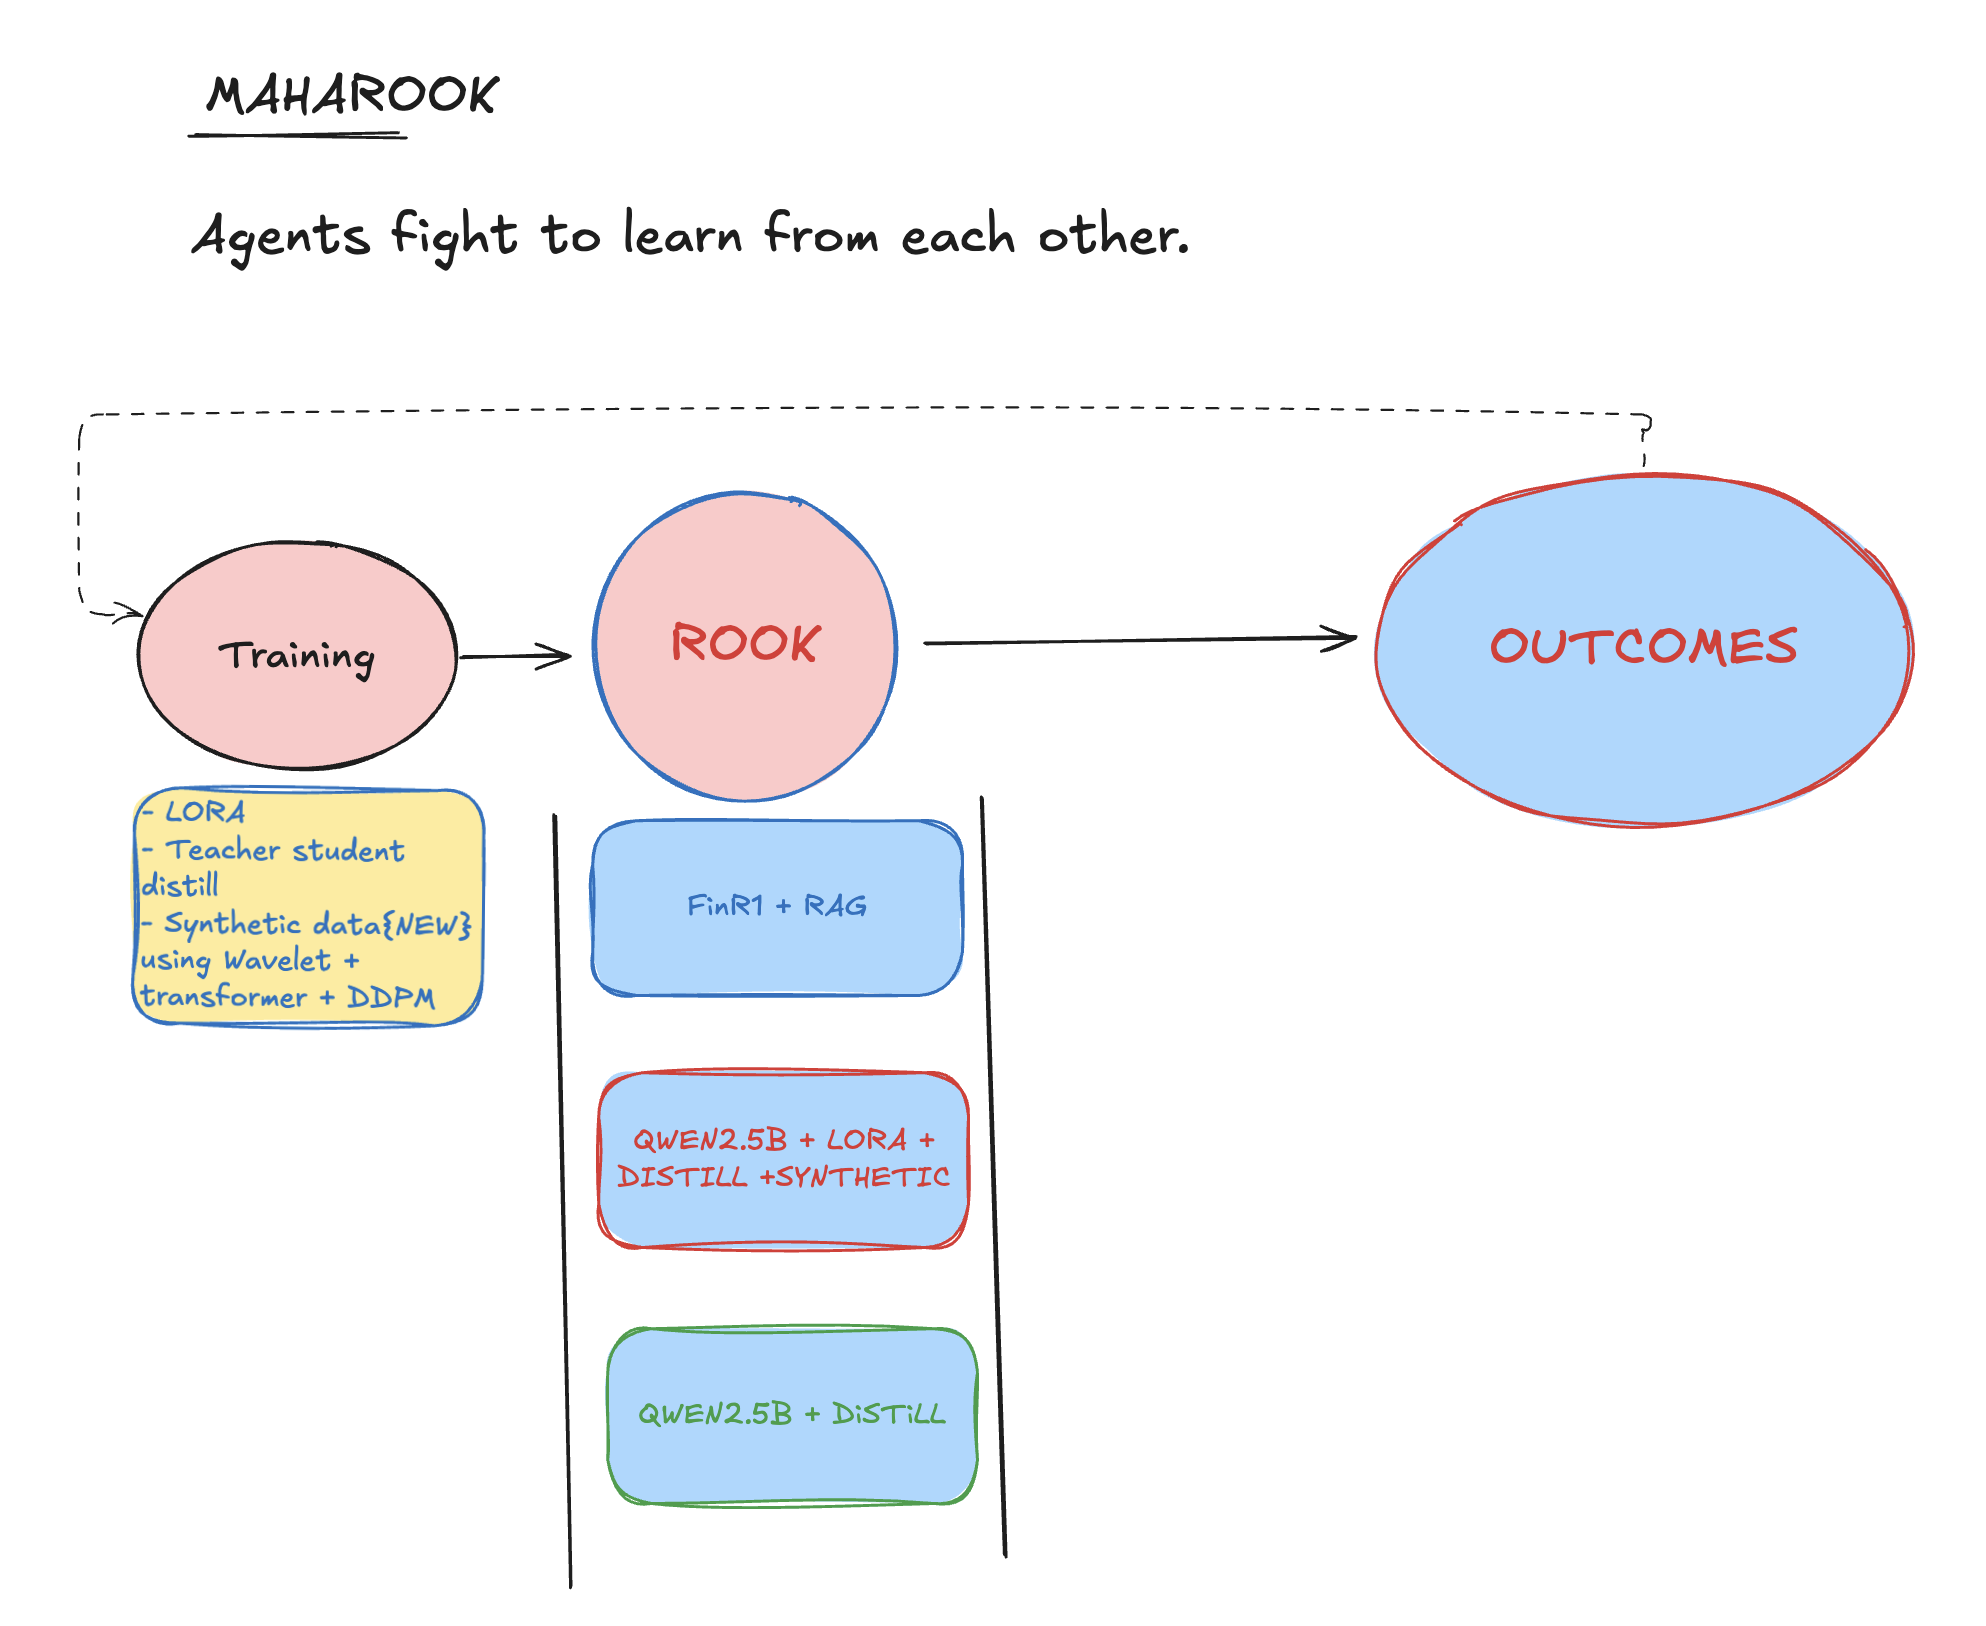 MAHAROOK
Agents fight to learn from each other.
Training
ROOK
OUTCOMES
- LORA
- Teacher student
distill
- Synthetic data{NEW}
using Wavelet +
transformer + DDPM
FinR1 + RAG
QWEN2.5B + LORA +
DISTILL +SYNTHETIC
QWEN2.5B + DiSTiLL